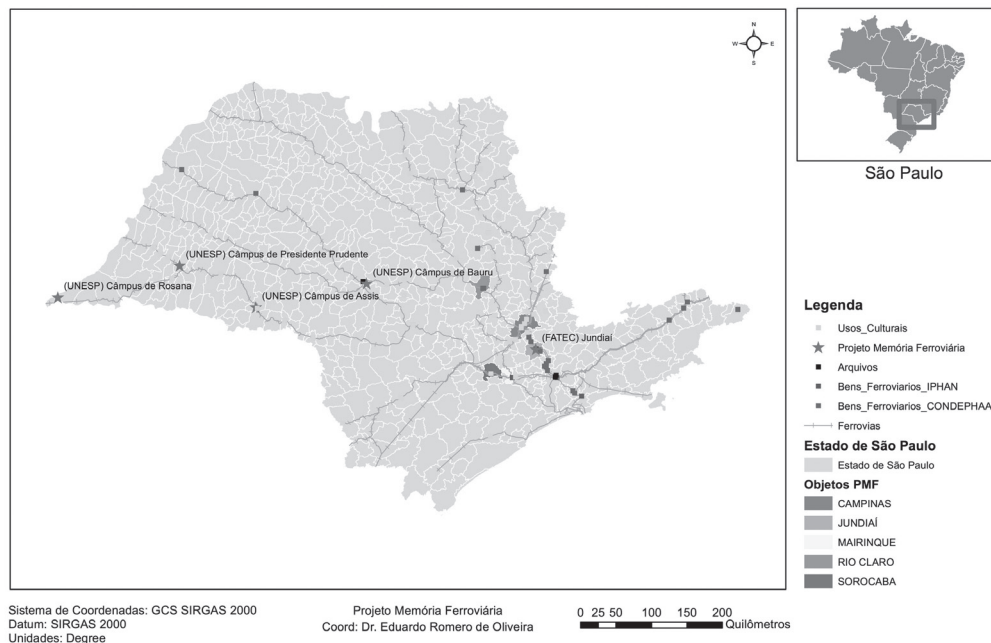 N
W E
S
São Paulo
(UNESP) Câmpus de Presidente Prudente
(UNESP) Câmpus de Bauru
(UNESP) Câmpus de Rosana
(UNESP) Câmpus de Assis
(FATEC) Jundiaí
Legenda
Usos_Culturais
Projeto Memória Ferroviária
Arquivos
Bens_Ferroviarios_IPHAN
Bens_Ferroviarios_CONDEPHAA
Ferrovias
Estado de São Paulo
Estado de São Paulo
Objetos PMF
CAMPINAS
JUNDIAÍ
MAIRINQUE
RIO CLARO
SOROCABA
Sistema de Coordenadas: GCS SIRGAS 2000
Datum: SIRGAS 2000
Unidades: Degree
Projeto Memória Ferroviária
Coord: Dr. Eduardo Romero de Oliveira
0 25 50 100 150 200
Quilômetros